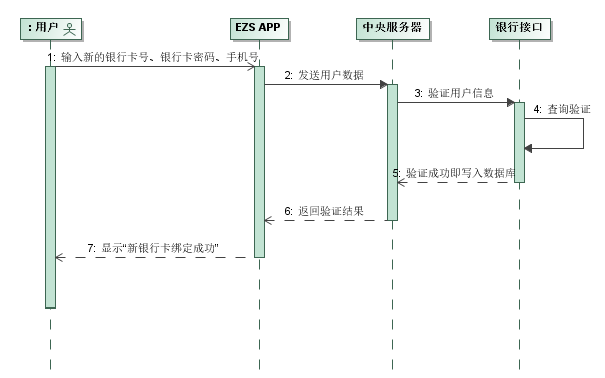 : 用户
EZS APP
中央服务器
银行接口
1: 输入新的银行卡号、银行卡密码、手机号
2: 发送用户数据
3: 验证用户信息
4: 查询验证
5: 验证成功即写入数据库
6: 返回验证结果
7: 显示“新银行卡绑定成功”